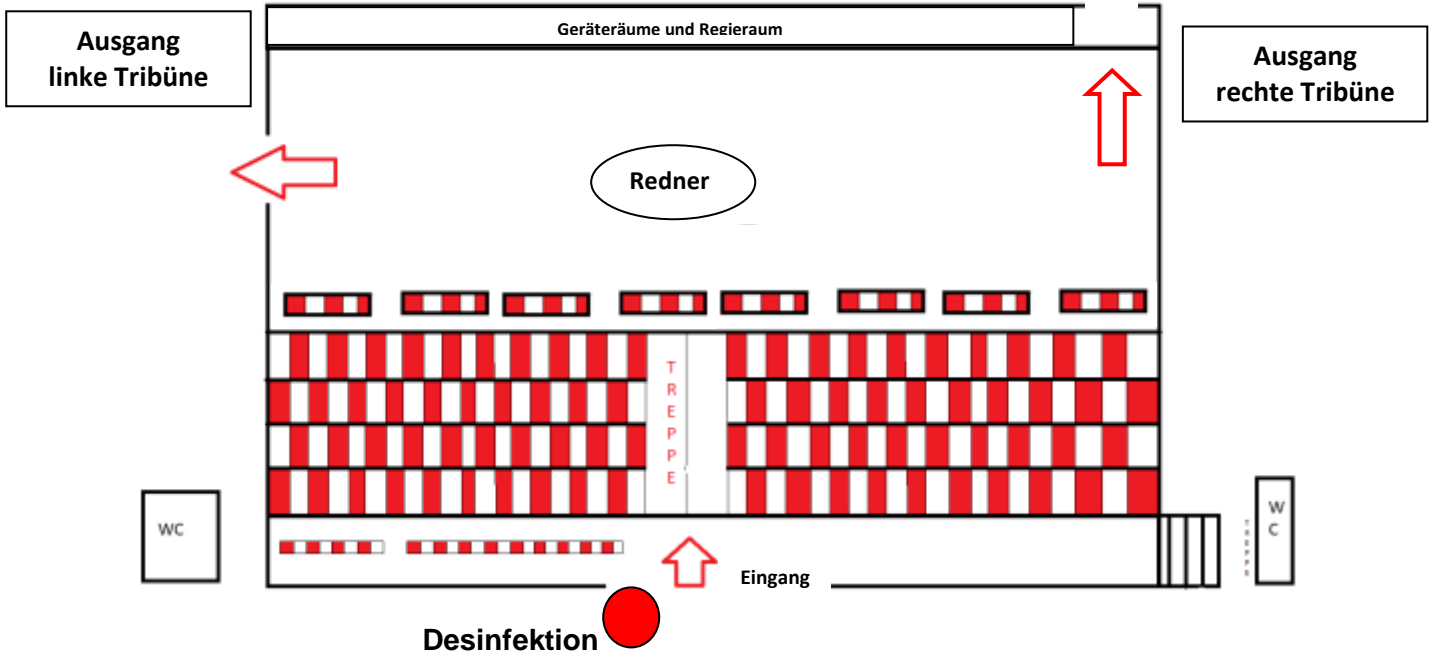 Ausgang
linke Tribüne
Geräteräume und Regieraum
Ausgang
rechte Tribüne
Redner
T
R
E
P
P
E
WC
W
C
Eingang
Desinfektion